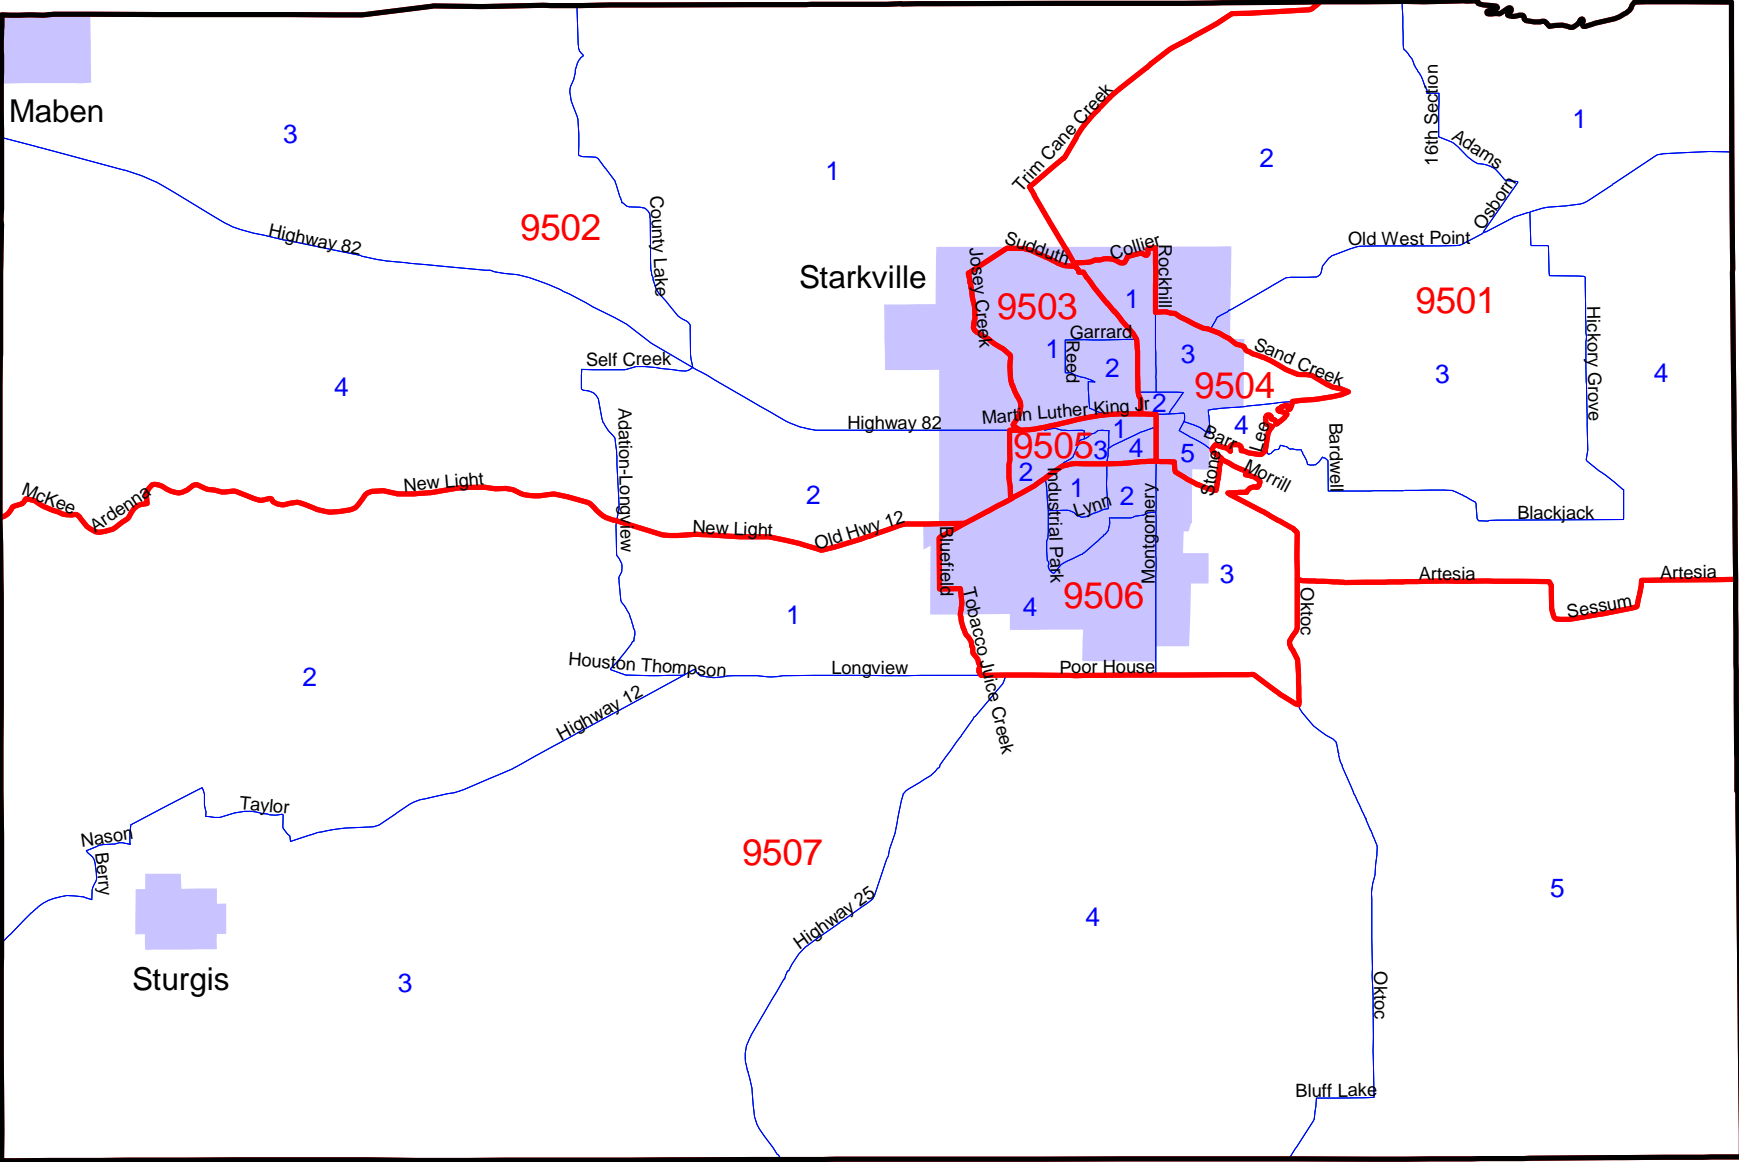 Maben
3
1
2
1
16th Section
Adams
Osborn
Trim Cane Creek
County Lake
Highway 82
9502
Starkville
Sudduth
Collier
Rockhill
Josey Creek
Old West Point
9501
9503
1
Garrard
Reed
1
2
3
Sand Creek
9504
3
Hickory Grove
4
Self Creek
4
Adation-Longview
Highway 82
Martin Luther King Jr
2
1
9505
3
4
2
5
4
Barr
Lee
Stone
Morrill
Bardwell
Blackjack
McKee
Ardenna
New Light
2
New Light
Old Hwy 12
Industrial Park
1
Lynn
2
Montgomery
Bluefield
9506
4
3
Artesia
Artesia
Sessum
Oktoc
1
Tobacco Juice Creek
Houston Thompson
Longview
Poor House
2
Highway 12
Taylor
Nason
Berry
9507
Sturgis
3
Highway 25
4
5
Oktoc
Bluff Lake